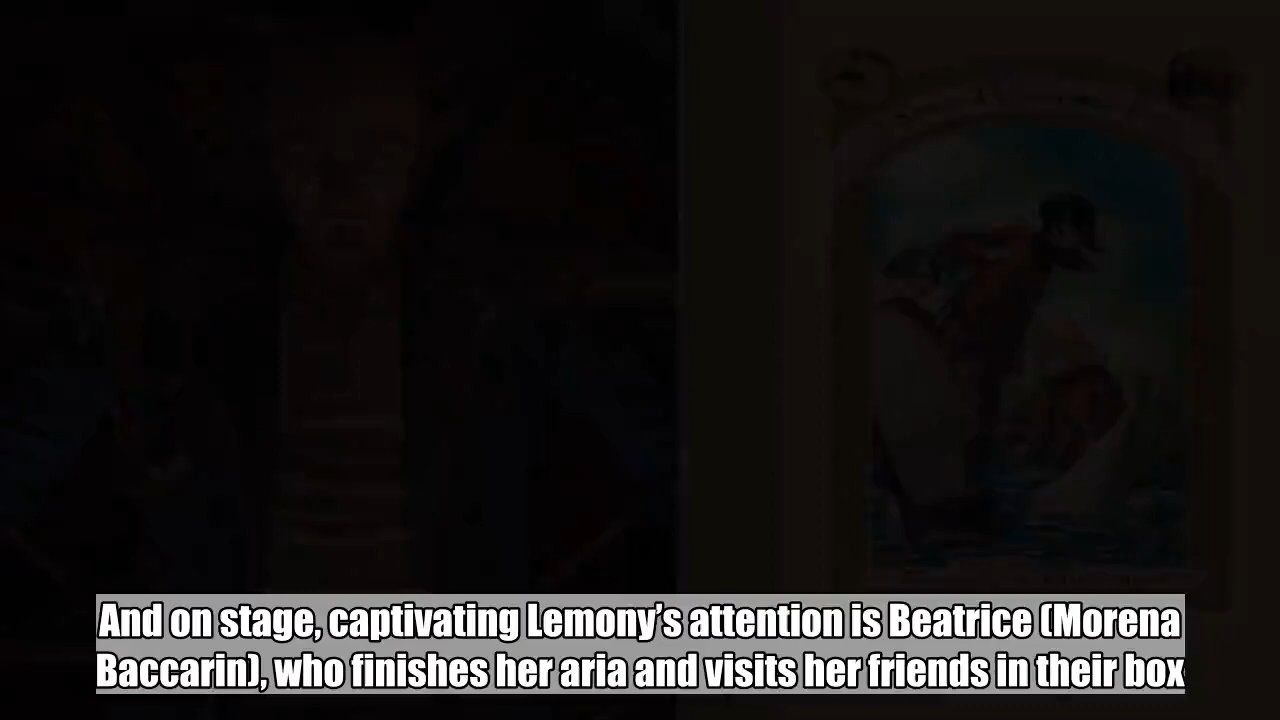 And on stage, captivating Lemony’s attention is Beatrice (Morena
Baccarin), who finishes her aria and visits her friends in their box